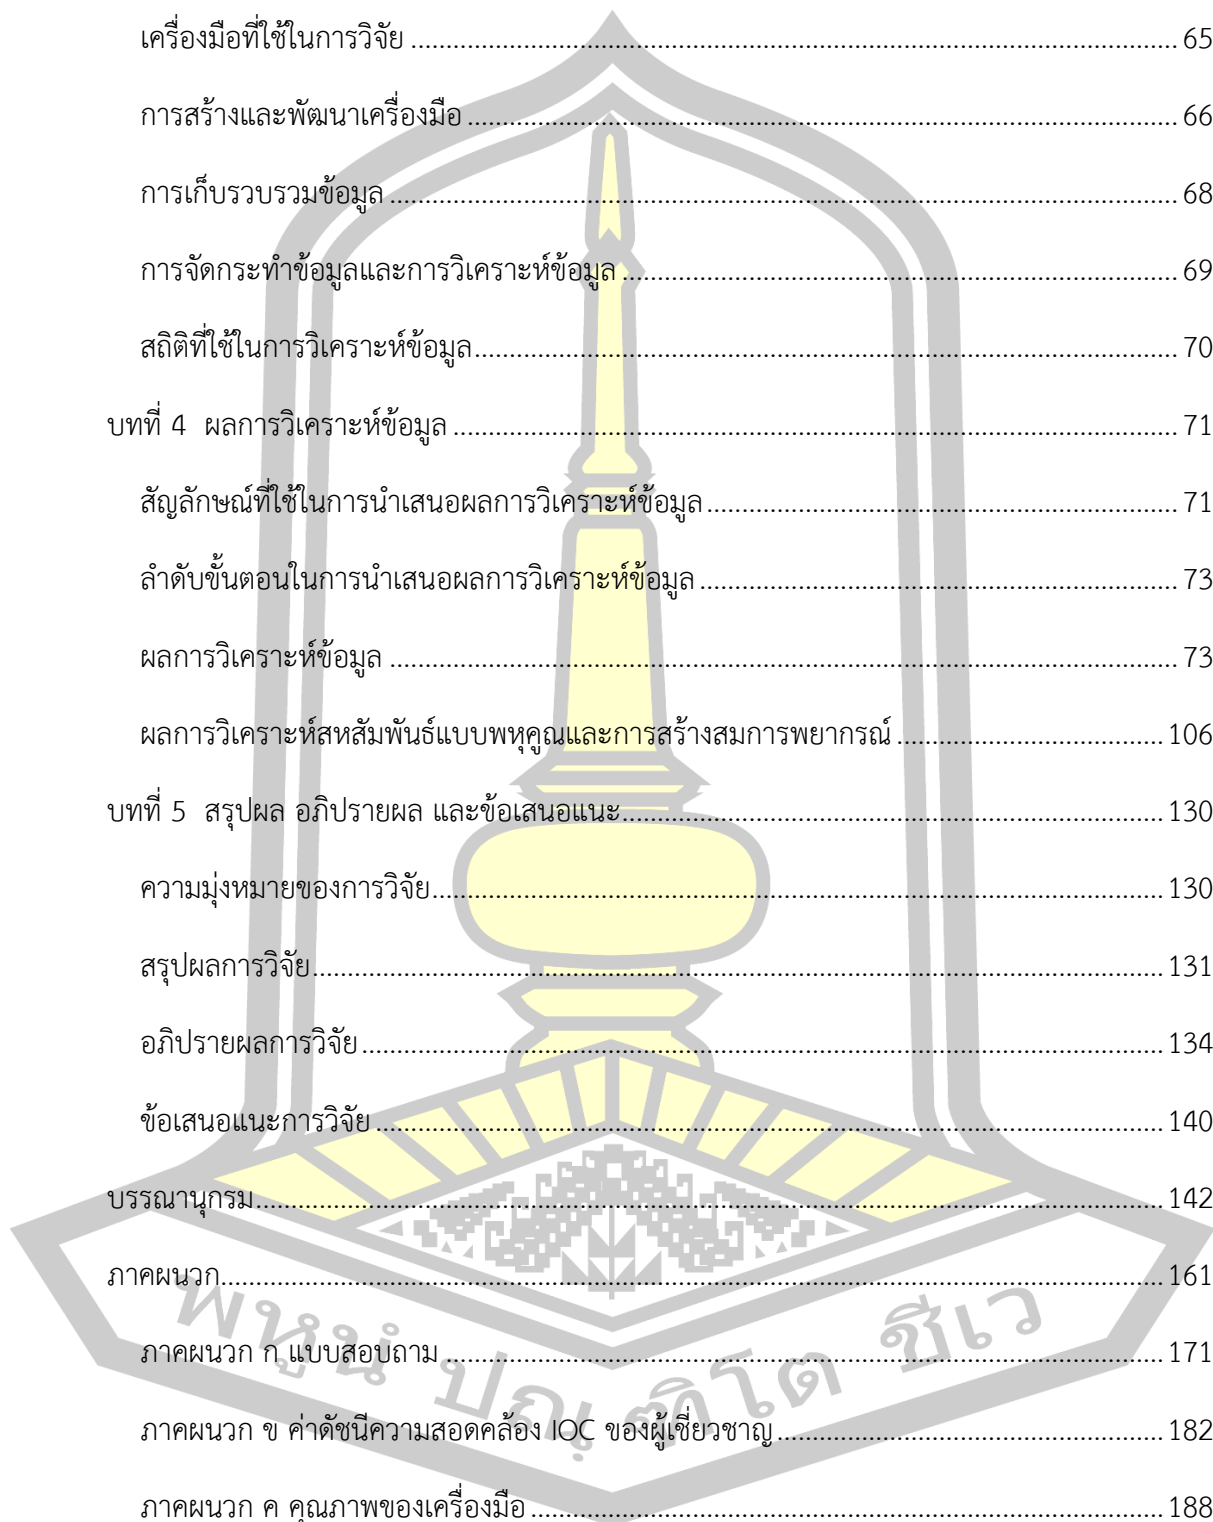 เครื่องมือที่ใช้ในการวิจัย ........................................................................................................ 65
การสร้างและพัฒนาเครื่องมือ ................................................................................................ 66
การเก็บรวบรวมข้อมูล .......................................................................................................... 68
การจัดกระทำข้อมูลและการวิเคราะห์ข้อมูล ........................................................................... 69
สถิติที่ใช้ในการวิเคราะห์ข้อมูล............................................................................................... 70
บทที่ 4 ผลการวิเคราะห์ข้อมูล .................................................................................................. 71
สัญลักษณ์ที่ใช้ในการนำเสนอผลการวิเคราะห์ข้อมูล ................................................................ 71
ลำดับขั้นตอนในการนำเสนอผลการวิเคราะห์ข้อมูล ................................................................. 73
ผลการวิเคราะห์ข้อมูล .......................................................................................................... 73
ผลการวิเคราะห์สหสัมพันธ์แบบพหุคูณและการสร้างสมการพยากรณ์ .................................... 106
บทที่ 5 สรุปผล อภิปรายผล และข้อเสนอแนะ......................................................................... 130
ความมุ่งหมายของการวิจัย.................................................................................................. 130
สรุปผลการวิจัย................................................................................................................... 131
อภิปรายผลการวิจัย ............................................................................................................ 134
ข้อเสนอแนะการวิจัย .......................................................................................................... 140
บรรณานุกรม........................................................................................................................... 142
ภาคผนวก................................................................................................................................ 161
ภาคผนวก ก แบบสอบถาม ................................................................................................. 171
ภาคผนวก ข ค่าดัชนีความสอดคล้อง IOC ของผู้เชี่ยวชาญ .................................................... 182
ภาคผนวก ค คุณภาพของเครื่องมือ ..................................................................................... 188
พหูนํ ปณฺฑิโต ชีเว